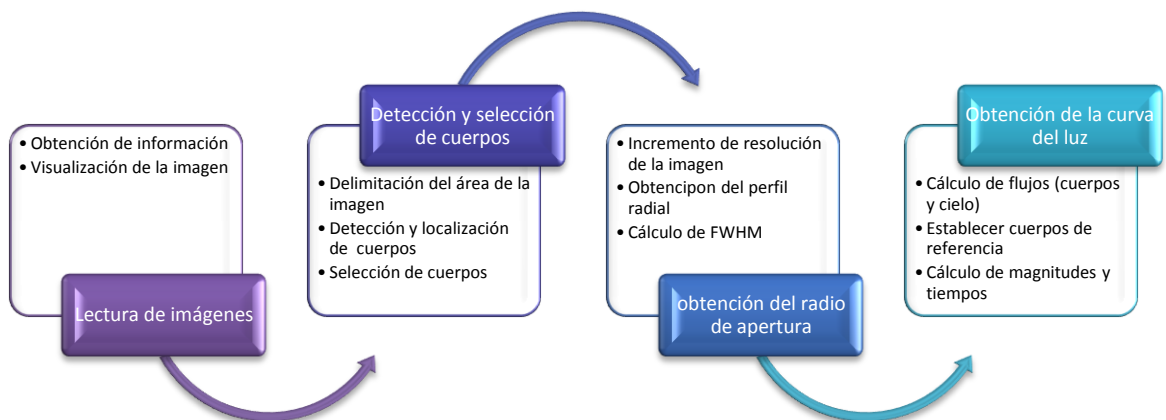 • Obtención de información
• Visualización de la imagen
Lectura de imágenes
Detección y selección
de cuerpos
• Delimitación del área de la
imagen
• Detección y localización
de cuerpos
• Selección de cuerpos
• Incremento de resolución
de la imagen
• Obtencipon del perfil
radial
• Cálculo de FWHM
obtención del radio
de apertura
Obtención de la curva
del luz
• Cálculo de flujos (cuerpos
y cielo)
• Establecer cuerpos de
referencia
• Cálculo de magnitudes y
tiempos